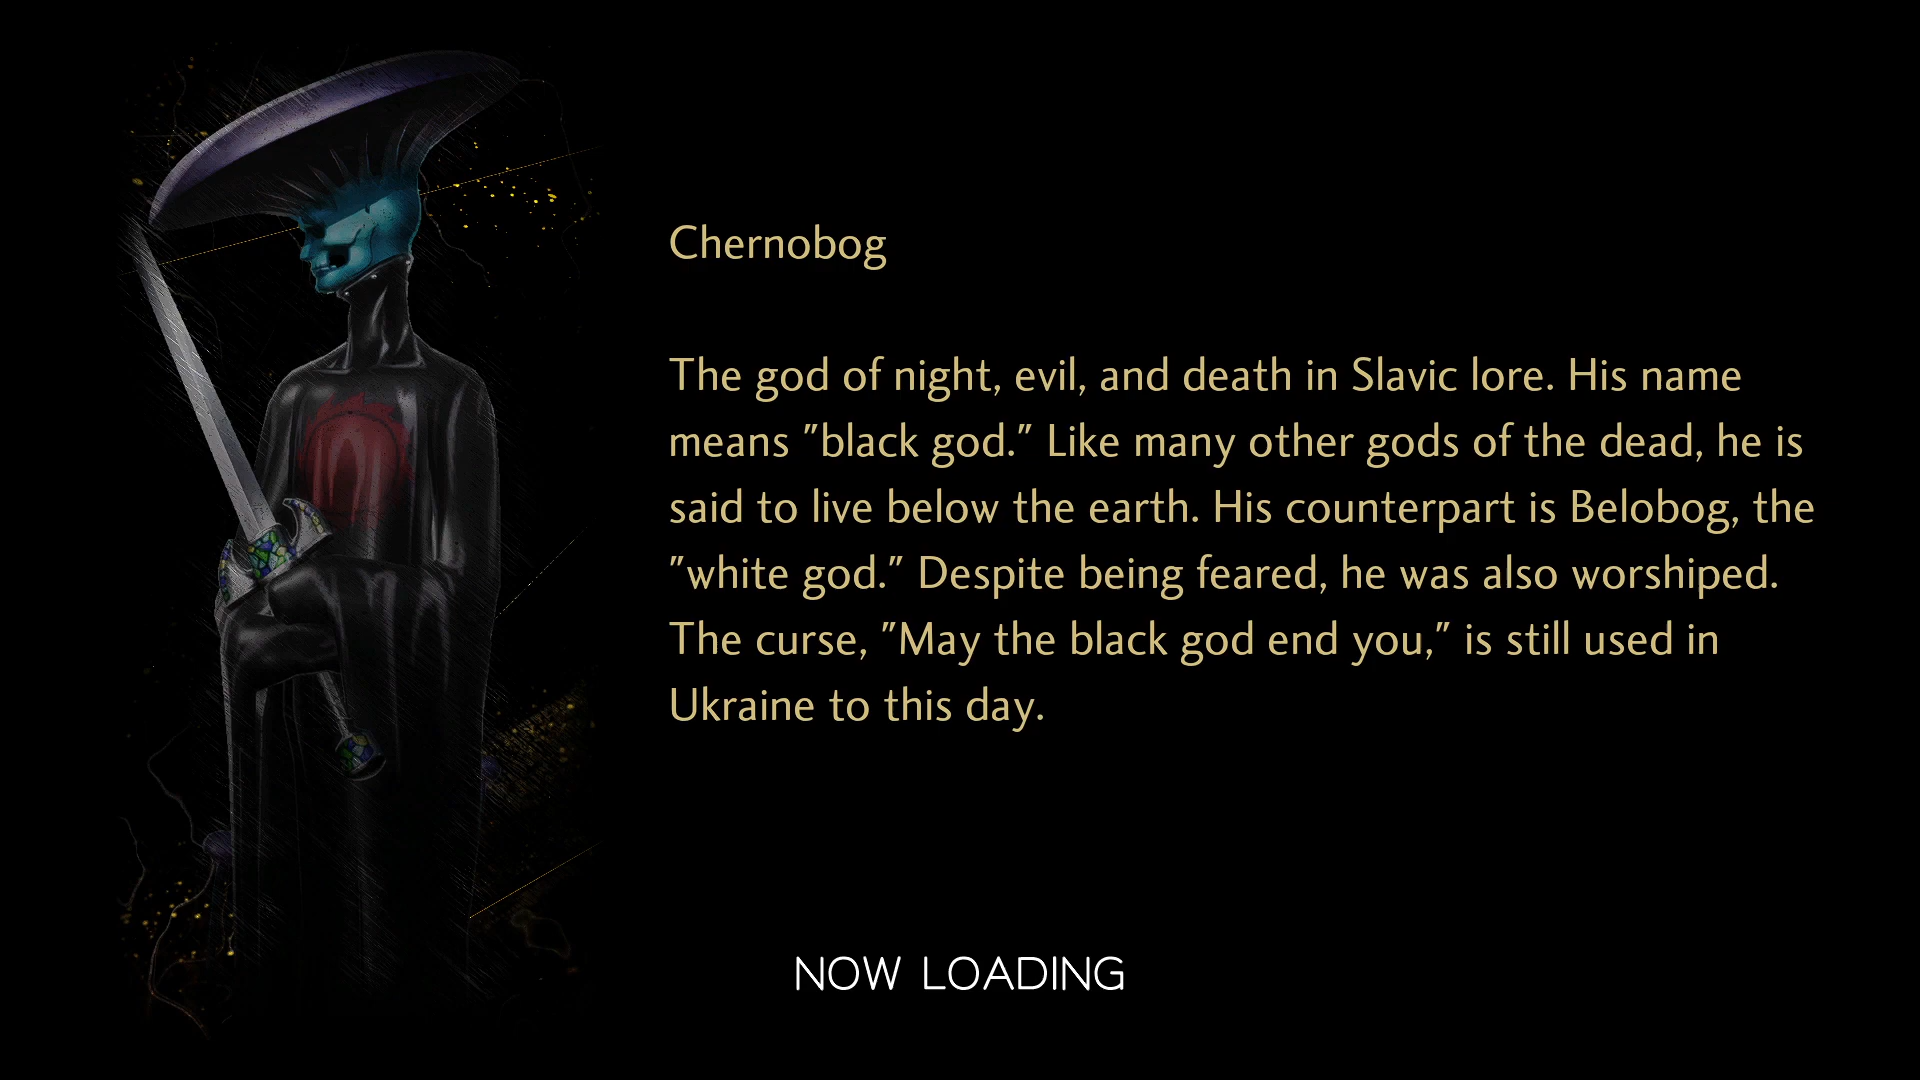 Chernobog
The god of night, evil, and death in Slavic lore. His name
means "black god." Like many other gods of the dead, he is
said to live below the earth. His counterpart is Belobog, the
"white god." Despite being feared, he was also worshiped.
The curse, "May the black god end you," is still used in
Ukraine to this day.
NOW LOADING